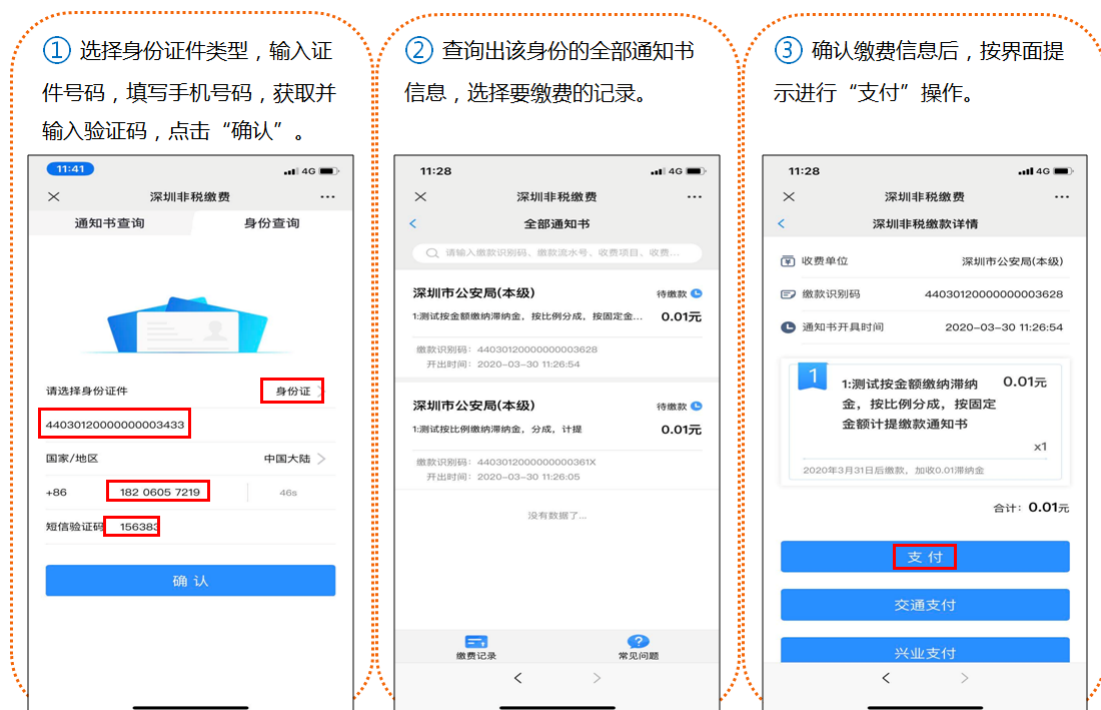 ① 选择身份证件类型，输入证
件号码，填写手机号码，获取并
输入验证码，点击“确认”。
11:41
4G
深圳非税缴费
通知书查询
身份查询
请选择身份证件
身份证
44030120000000003433
国家/地区
中国大陆
+86
182 0605 7219
46s
短信验证码
156383
确 认
② 查询出该身份的全部通知书
信息，选择要缴费的记录。
11:28
4G
深圳非税缴费
全部通知书
请输入缴款识别码、缴款流水号、收费项目、收费...
深圳市公安局(本级)
待缴款
1:测试按金额缴纳滞纳金，按比例分成，按固定金...
0.01元
缴款识别码：44030120000000003628
开出时间：2020-03-30 11:26:54
深圳市公安局(本级)
待缴款
1:测试按比例缴纳滞纳金，分成，计提
0.01元
缴款识别码：4403012000000000361X
开出时间：2020-03-30 11:26:05
没有数据了...
缴费记录
常见问题
③ 确认缴费信息后，按界面提
示进行“支付”操作。
11:28
4G
深圳非税缴费
深圳非税缴款详情
收费单位
深圳市公安局(本级)
缴款识别码
44030120000000003628
通知书开具时间
2020-03-30 11:26:54
1
1:测试按金额缴纳滞纳
0.01元
金，按比例分成，按固定
金额计提缴款通知书
x1
2020年3月31日后缴款，加收0.01滞纳金
合计：0.01元
支 付
交通支付
兴业支付